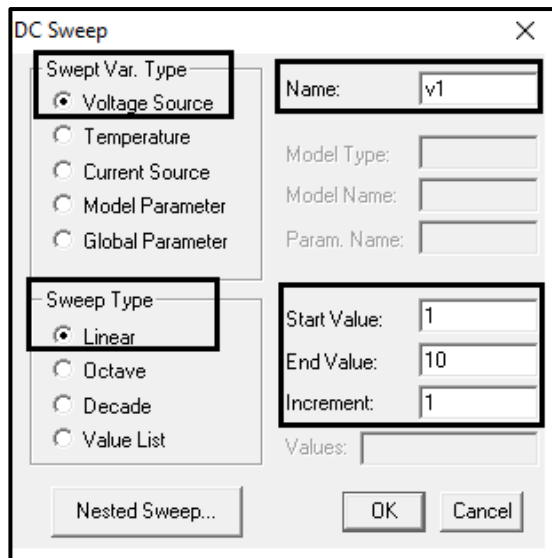 DC Sweep
Swept Var. Type
Voltage Source
Temperature
Current Source
Model Parameter
Global Parameter
Name: v1
Model Type:
Model Name:
Param. Name:
Sweep Type
Linear
Octave
Decade
Value List
Start Value: 1
End Value: 10
Increment: 1
Values:
Nested Sweep...
OK
Cancel